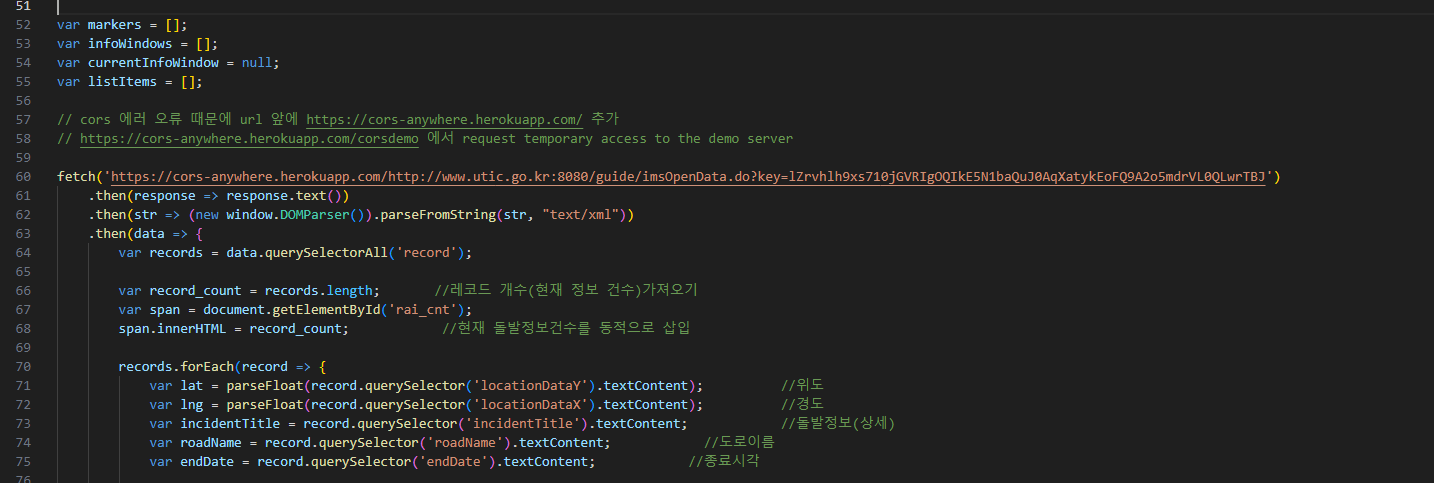 51
52 var markers = [];
53 var infoWindows = [];
54 var currentInfoWindow = null;
55 var listItems = [];
56
57 // cors 에러 오류 때문에 url 앞에 https://cors-anywhere.herokuapp.com/ 추가
58 // https://cors-anywhere.herokuapp.com/corsdemo 에서 request temporary access to the demo server
59
60 fetch('https://cors-anywhere.herokuapp.com/http://www.utic.go.kr:8080/guide/imsOpenData.do?key=lZrvhlh9xs710jGVRIgOQIkE5N1baQuJ0AqXatykEoFQ9A2o5mdrVL0QLwrTBJ')
61 .then(response => response.text())
62 .then(str => (new window.DOMParser()).parseFromString(str, "text/xml"))
63 .then(data => {
64 var records = data.querySelectorAll('record');
65
66 var record_count = records.length; //레코드 개수(현재 정보 건수)가져오기
67 var span = document.getElementById('rai_cnt');
68 span.innerHTML = record_count; //현재 돌발정보건수를 동적으로 삽입
69
70 records.forEach(record => {
71 var lat = parseFloat(record.querySelector('locationDataY').textContent); //위도
72 var lng = parseFloat(record.querySelector('locationDataX').textContent); //경도
73 var incidentTitle = record.querySelector('incidentTitle').textContent; //돌발정보(상세)
74 var roadName = record.querySelector('roadName').textContent; //도로이름
75 var endDate = record.querySelector('endDate').textContent; //종료시각
76